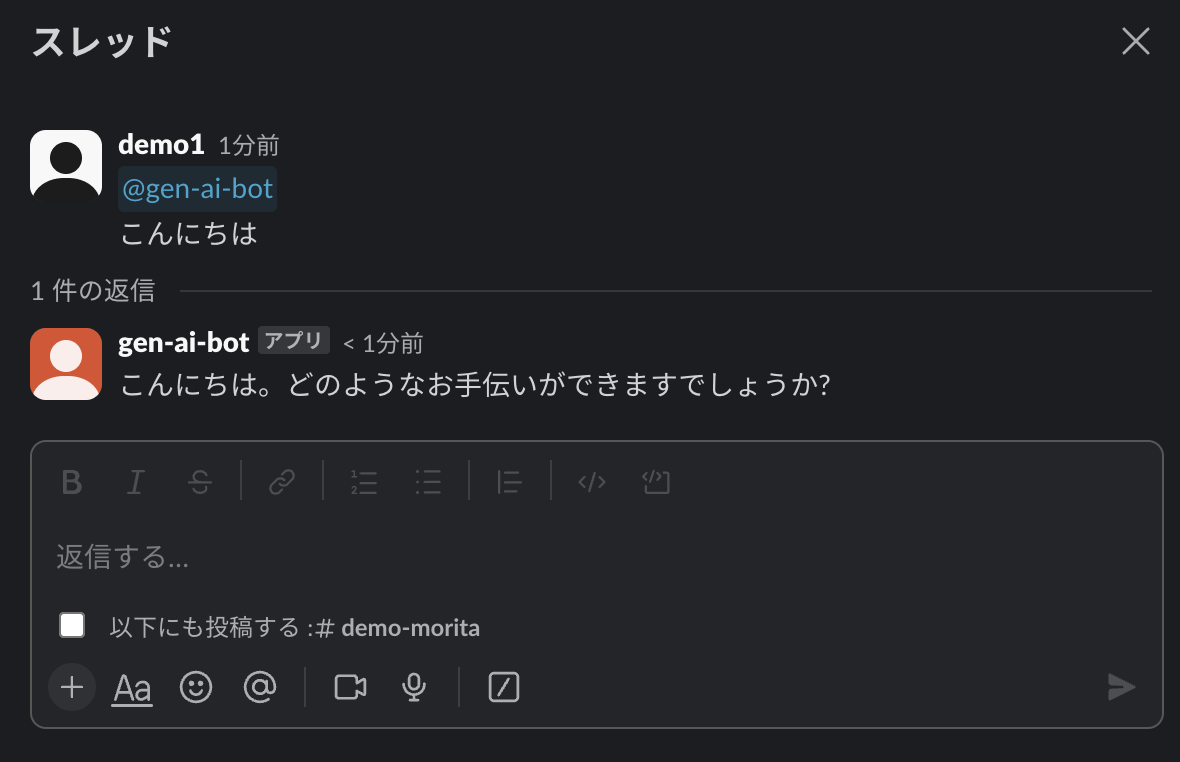 スレッド
demo1 1分前
@gen-ai-bot
こんにちは
1 件の返信
gen-ai-bot アプリ < 1分前
こんにちは。どのようなお手伝いができますでしょうか?
B I S
返信する...
以下にも投稿する :# demo-morita
Aa